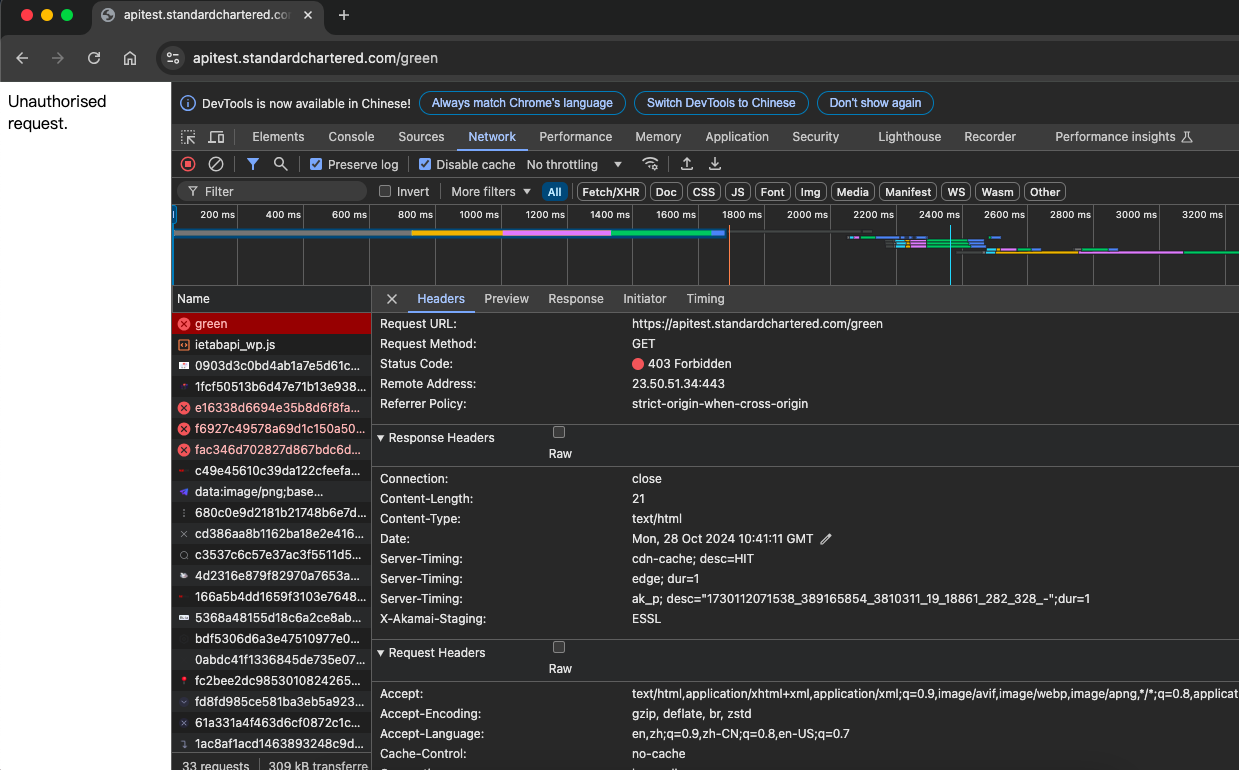 apitest.standardchartered.co
apitest.standardchartered.com/green
Unauthorised
request.
DevTools is now available in Chinese! Always match Chrome's language Switch DevTools to Chinese Don't show again
Elements Console Sources Network Performance Memory Application Security Lighthouse Recorder Performance insights
Preserve log Disable cache No throttling
Filter Invert More filters All Fetch/XHR Doc CSS JS Font Img Media Manifest WS Wasm Other
200 ms 400 ms 600 ms 800 ms 1000 ms 1200 ms 1400 ms 1600 ms 1800 ms 2000 ms 2200 ms 2400 ms 2600 ms 2800 ms 3000 ms 3200 ms
Name
green
ietabapi_wp.js
0903d3c0bd4ab1a7e5d61c...
1fcf50513b6d47e71b13e938...
e16338d6694e35b8d6f8fa...
f6927c49578a69d1c150a50...
fac346d702827d867bdc6d...
c49e45610c39da122cfeefa...
data:image/png;base...
680c0e9d2181b21748b6e7d...
cd386aa8b1162ba18e2e416...
c3537c6c57e37ac3f5511d5...
4d2316e879f82970a7653a...
166a5b4dd1659f3103e7648...
5368a48155d18c6a2ce8ab...
bdf5306d6a3e47510977e0...
0abdc41f1336845de735e07...
fc2bee2dc9853010824265...
fd8fd985ce581ba3eb5a923...
61a331a4f463d6cf0872c1c...
1ac8af1acd1463893248c9d...
33 requests 309 kB transferre
Headers Preview Response Initiator Timing
Request URL: https://apitest.standardchartered.com/green
Request Method: GET
Status Code: 403 Forbidden
Remote Address: 23.50.51.34:443
Referrer Policy: strict-origin-when-cross-origin
Response Headers
Raw
Connection: close
Content-Length: 21
Content-Type: text/html
Date: Mon, 28 Oct 2024 10:41:11 GMT
Server-Timing: cdn-cache; desc=HIT
Server-Timing: edge; dur=1
Server-Timing: ak_p; desc="1730112071538_389165854_3810311_19_18861_282_328_-";dur=1
X-Akamai-Staging: ESSL
Request Headers
Raw
Accept: text/html,application/xhtml+xml,application/xml;q=0.9,image/avif,image/webp,image/apng,*/*;q=0.8,applicat
Accept-Encoding: gzip, deflate, br, zstd
Accept-Language: en,zh;q=0.9,zh-CN;q=0.8,en-US;q=0.7
Cache-Control: no-cache